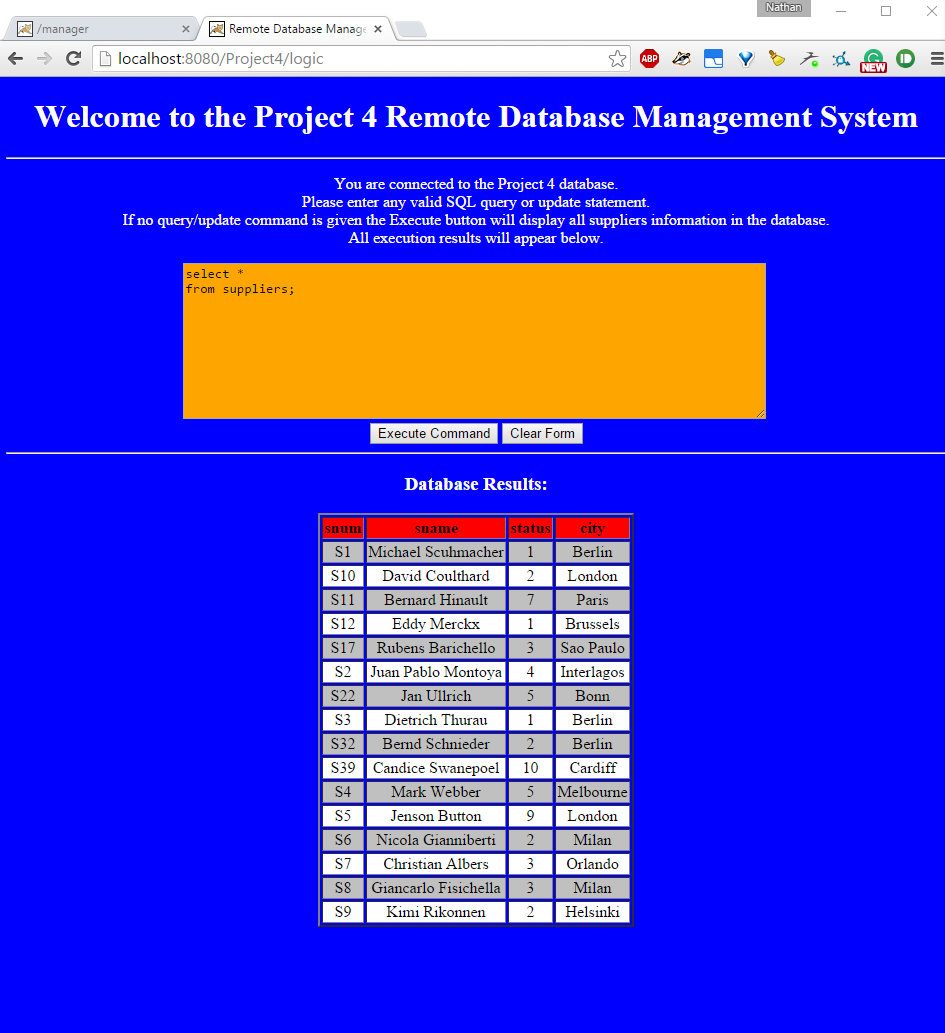 Nathan
/manager
Remote Database Manage
localhost:8080/Project4/logic
ABP
NEW
Welcome to the Project 4 Remote Database Management System
You are connected to the Project 4 database.
Please enter any valid SQL query or update statement.
If no query/update command is given the Execute button will display all suppliers information in the database.
All execution results will appear below.
select *
from suppliers;
Execute Command Clear Form
Database Results:
snum sname status city
S1 Michael Scuhmacher 1 Berlin
S10 David Coulthard 2 London
S11 Bernard Hinault 7 Paris
S12 Eddy Merckx 1 Brussels
S17 Rubens Barichello 3 Sao Paulo
S2 Juan Pablo Montoya 4 Interlagos
S22 Jan Ullrich 5 Bonn
S3 Dietrich Thurau 1 Berlin
S32 Bernd Schnieder 2 Berlin
S39 Candice Swanepoel 10 Cardiff
S4 Mark Webber 5 Melbourne
S5 Jenson Button 9 London
S6 Nicola Gianniberti 2 Milan
S7 Christian Albers 3 Orlando
S8 Giancarlo Fisichella 3 Milan
S9 Kimi Rikonnen 2 Helsinki